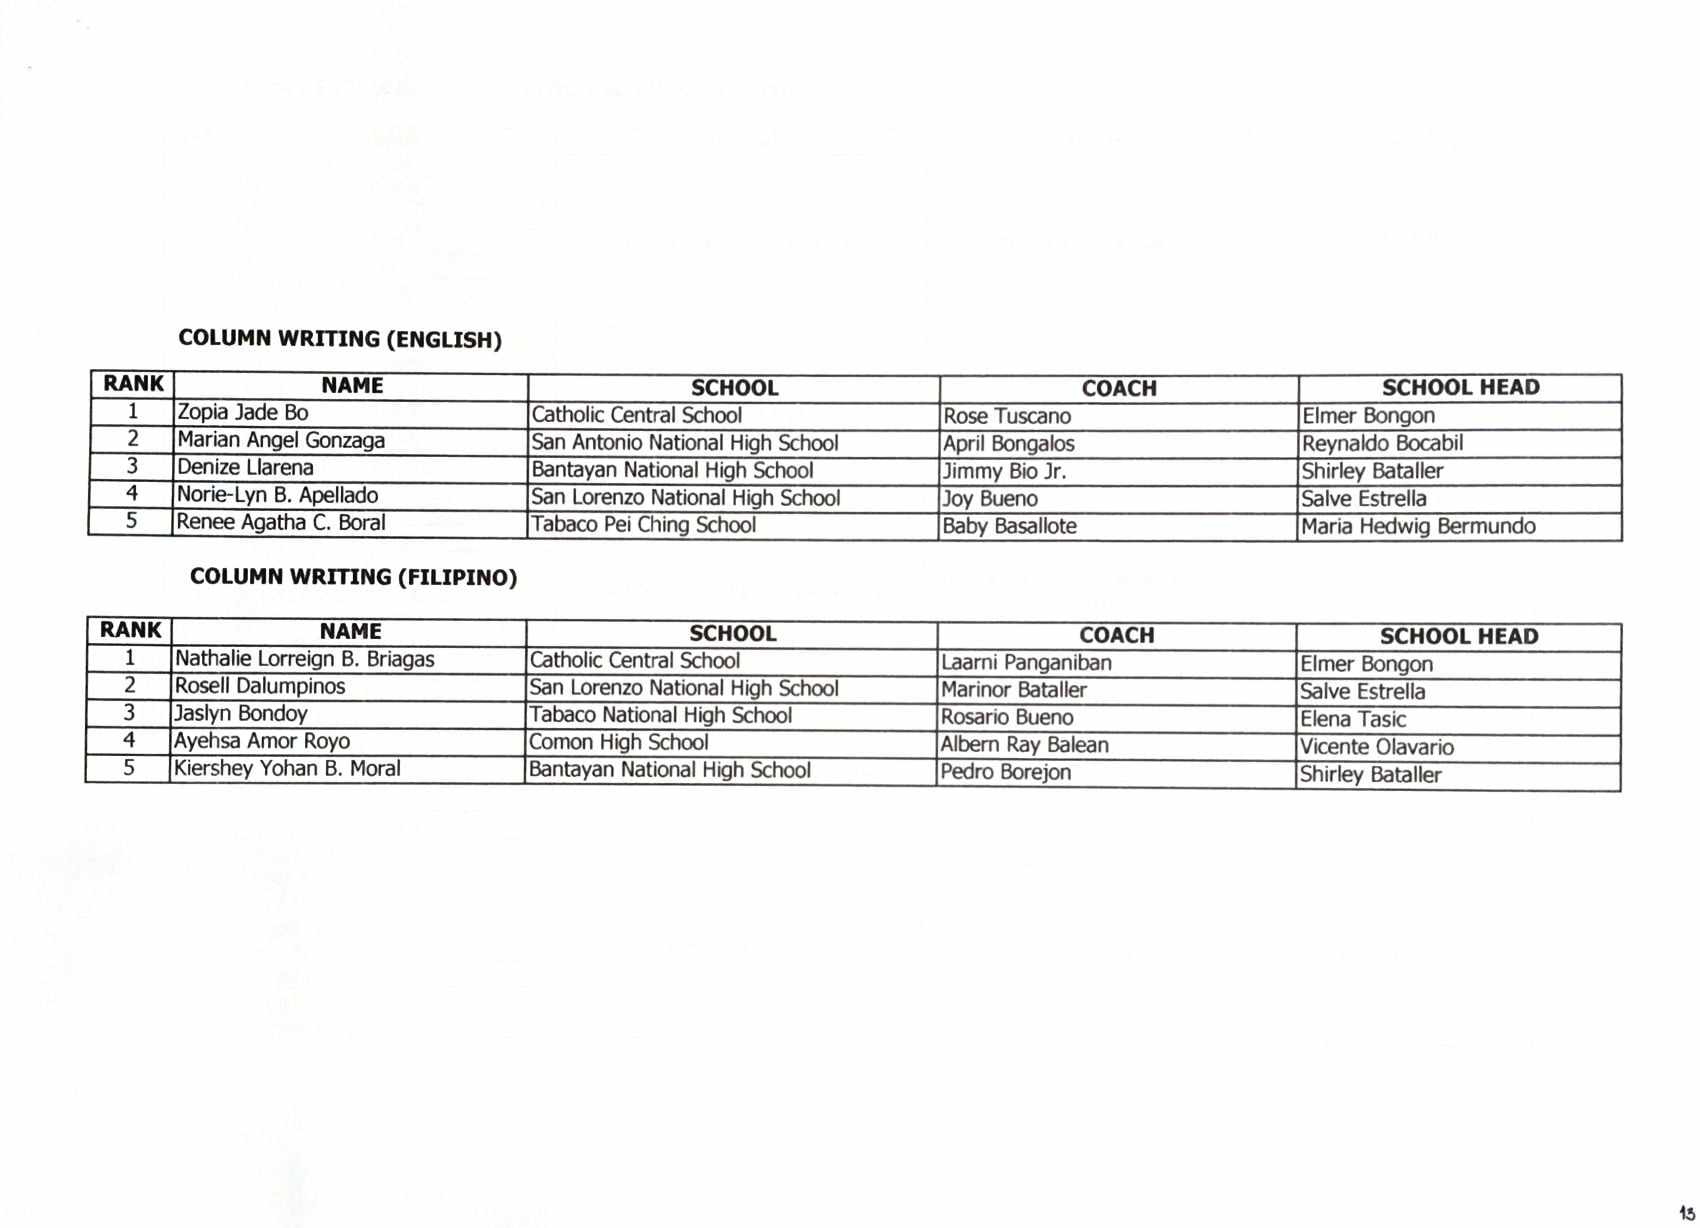 COLUMN WRITING (ENGLISH)
RANK NAME SCHOOL COACH SCHOOL HEAD
1 Zopia Jade Bo Catholic Central School Rose Tuscano Elmer Bongon
2 Marian Angel Gonzaga San Antonio National High School April Bongalos Reynaldo Bocabil
3 Denize Llarena Bantayan National High School Jimmy Bio Jr. Shirley Bataller
4 Norie-Lyn B. Apellado San Lorenzo National High School Joy Bueno Salve Estrella
5 Renee Agatha C. Boral Tabaco Pei Ching School Baby Basallote Maria Hedwig Bermundo
COLUMN WRITING (FILIPINO)
RANK NAME SCHOOL COACH SCHOOL HEAD
1 Nathalie Lorreign B. Briagas Catholic Central School Laarni Panganiban Elmer Bongon
2 Rosell Dalumpinos San Lorenzo National High School Marinor Bataller Salve Estrella
3 Jaslyn Bondoy Tabaco National High School Rosario Bueno Elena Tasic
4 Ayehsa Amor Royo Comon High School Albern Ray Balean Vicente Olavario
5 Kiershey Yohan B. Moral Bantayan National High School Pedro Borejon Shirley Bataller
13